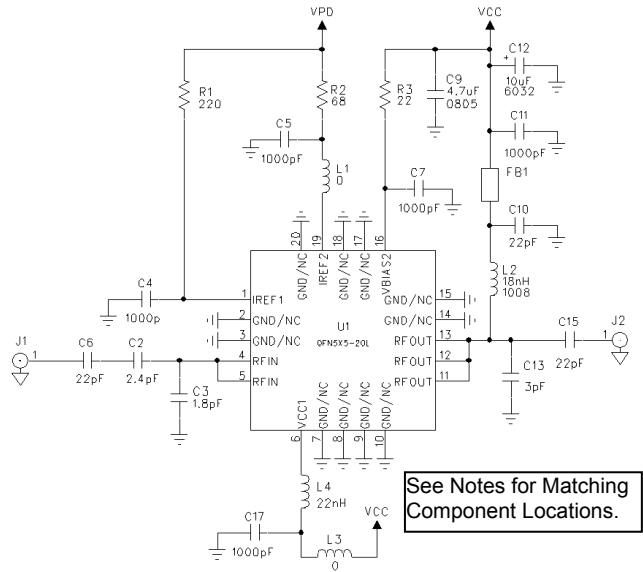 VPD
VCC
R1
220
R2
68
R3
22
C9
4.7uF
0805
+
C12
10uF
6032
C11
1000pF
FB1
C5
1000pF
L1
0
C7
1000pF
C10
22pF
L2
18nH
1008
20
19
18
17
16
GND/NC
IREF2
GND/NC
GND/NC
VBIAS2
C4
1000p
1
IREF1
2
GND/NC
3
GND/NC
4
RFIN
5
RFIN
U1
QFN5X5-20L
GND/NC
15
GND/NC
14
RFOUT
13
RFOUT
12
RFOUT
11
J1
1
C6
22pF
C2
2.4pF
C3
1.8pF
C15
22pF
1
J2
C13
3pF
VCC1
GND/NC
GND/NC
GND/NC
GND/NC
6
7
8
9
10
L4
22nH
C17
1000pF
L3
0
VCC
See Notes for Matching
Component Locations.